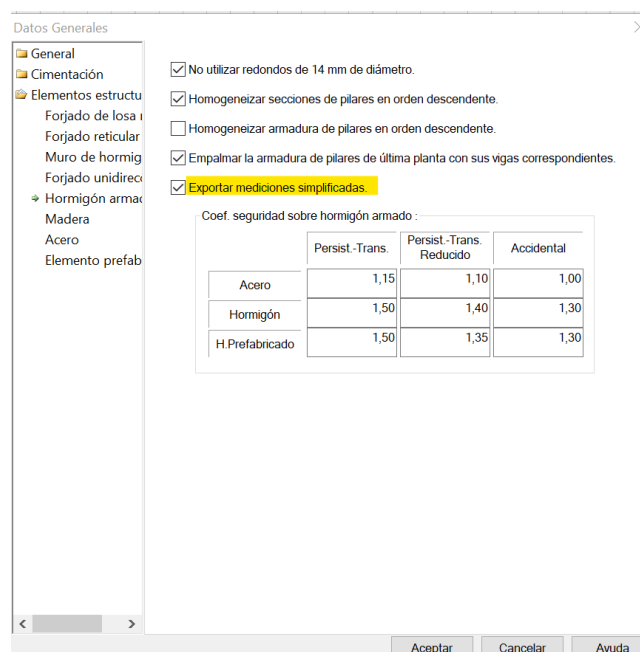 Datos Generales
General
Cimentación
Elementos estructu
Forjado de losa
Forjado reticular
Muro de hormig
Forjado unidirec
Hormigón armac
Madera
Acero
Elemento prefab
No utilizar redondos de 14 mm de diámetro.
Homogeneizar secciones de pilares en orden descendente.
Homogeneizar armadura de pilares en orden descendente.
Empalmar la armadura de pilares de última planta con sus vigas correspondientes.
Exportar mediciones simplificadas.
Coef. seguridad sobre hormigón armado :
Persist.-Trans. Persist.-Trans. Reducido Accidental
Acero 1,15 1,10 1,00
Hormigón 1,50 1,40 1,30
H.Prefabricado 1,50 1,35 1,30
Aceptar Cancelar Ayuda